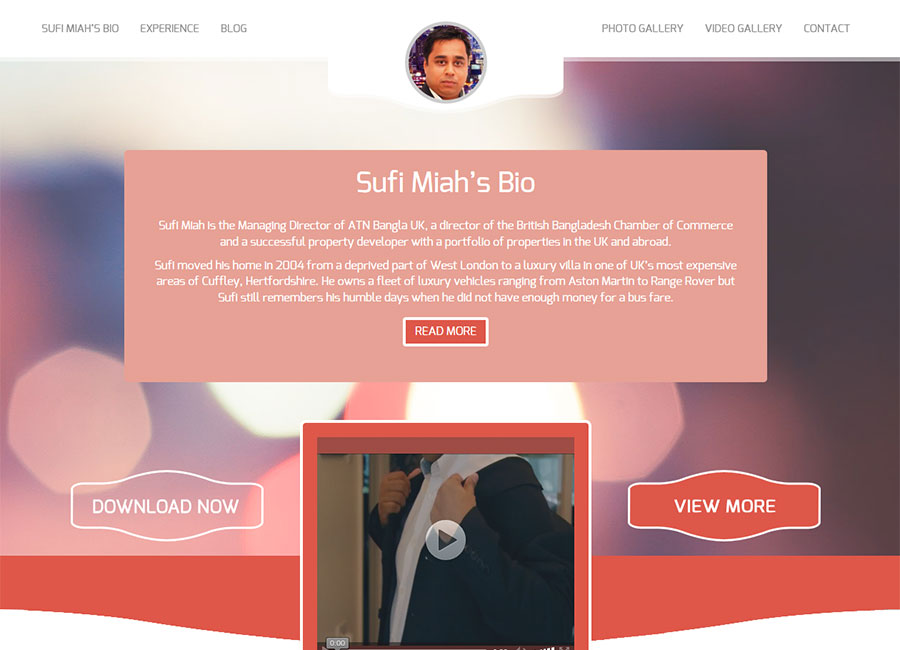 SUFI MIAH'S BIO EXPERIENCE BLOG PHOTO GALLERY VIDEO GALLERY CONTACT
Sufi Miah's Bio
Sufi Miah is the Managing Director of ATN Bangla UK, a director of the British Bangladesh Chamber of Commerce
and a successful property developer with a portfolio of properties in the UK and abroad.
Sufi moved his home in 2004 from a deprived part of West London to a luxury villa in one of UK's most expensive
areas of Cuffley, Hertfordshire. He owns a fleet of luxury vehicles ranging from Aston Martin to Range Rover but
Sufi still remembers his humble days when he did not have enough money for a bus fare.
READ MORE
DOWNLOAD NOW
VIEW MORE
0:00